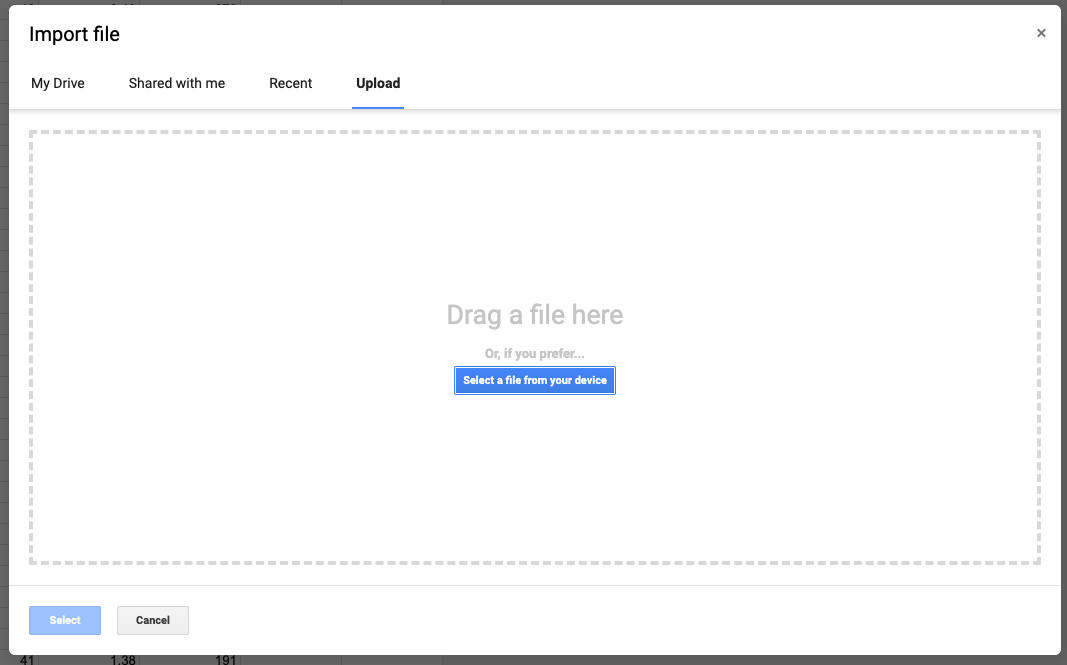 Import file
×
My Drive Shared with me Recent Upload
Drag a file here
Or, if you prefer...
Select a file from your device
Select Cancel
41 1.38 191